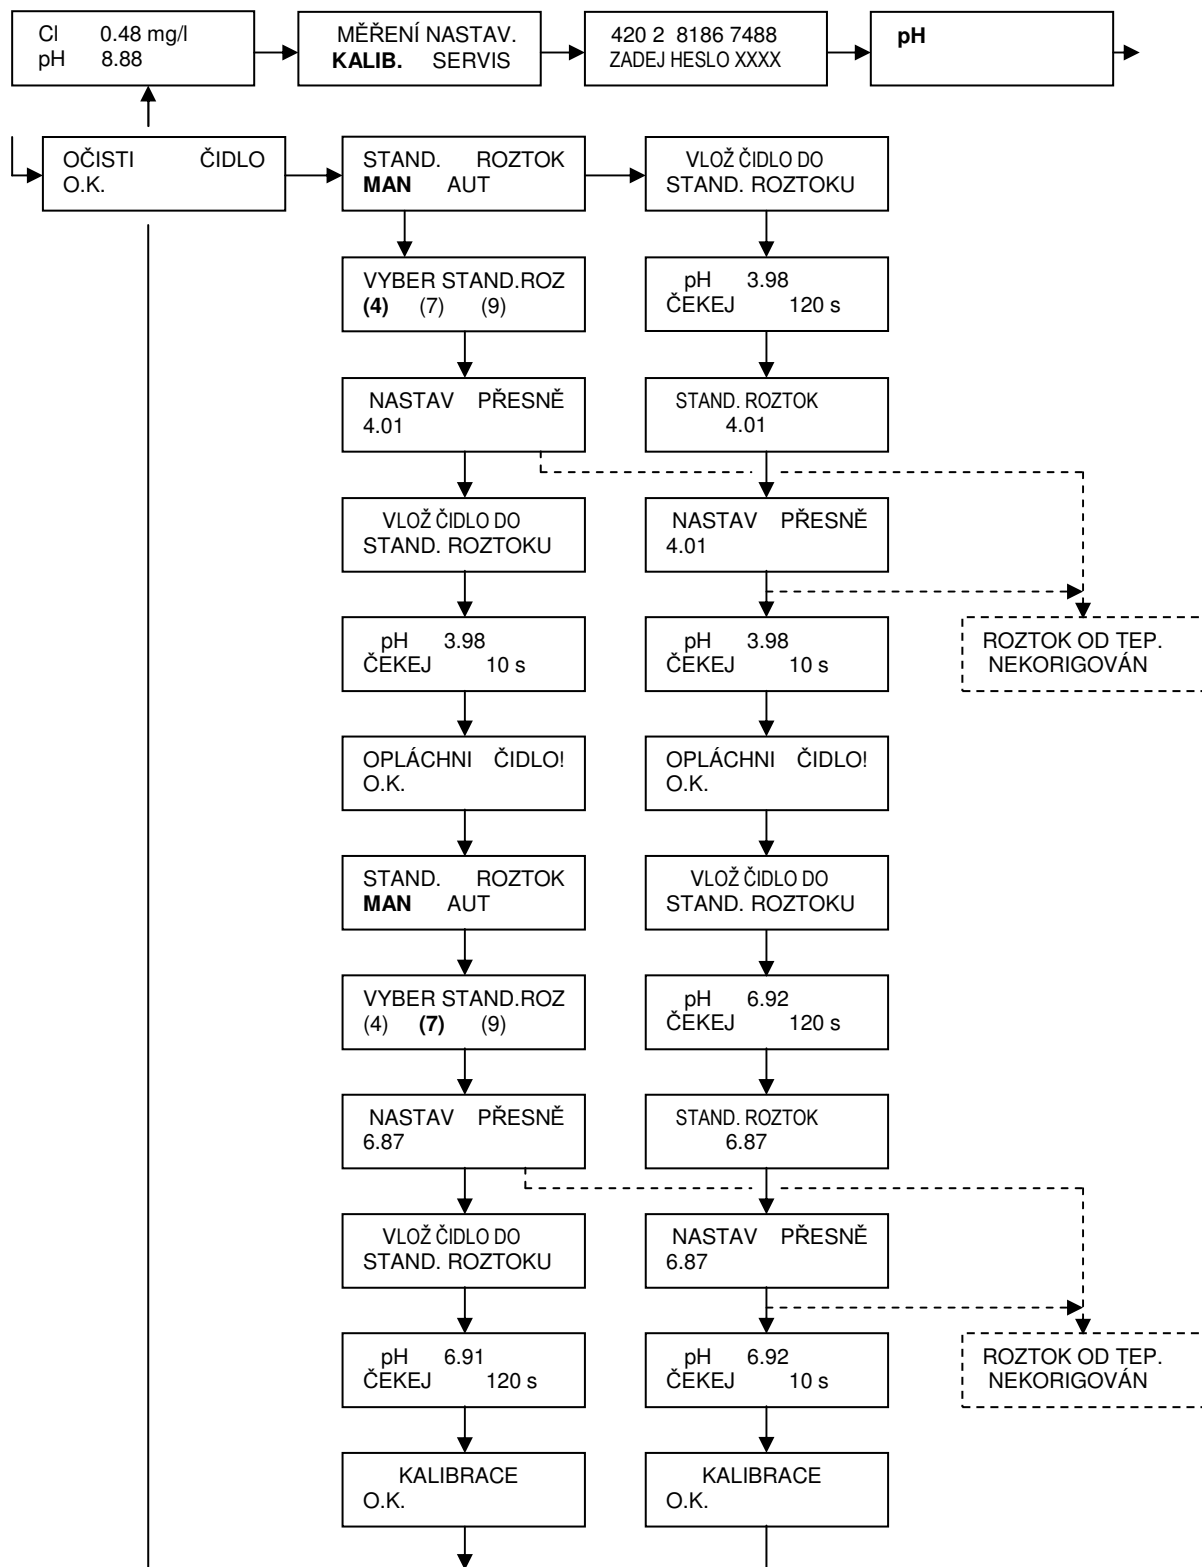 Cl 0.48 mg/l
pH 8.88
MĚŘENÍ NASTAV.
KALIB. SERVIS
420 2 8186 7488
ZADEJ HESLO XXXX
pH
OČISTI ČIDLO
O.K.
STAND. ROZTOK
MAN AUT
VLOŽ ČIDLO DO
STAND. ROZTOKU
VYBER STAND.ROZ
(4) (7) (9)
pH 3.98
ČEKEJ 120 s
NASTAV PŘESNĚ
4.01
STAND. ROZTOK
4.01
VLOŽ ČIDLO DO
STAND. ROZTOKU
NASTAV PŘESNĚ
4.01
pH 3.98
ČEKEJ 10 s
pH 3.98
ČEKEJ 10 s
ROZTOK OD TEP.
NEKORIGOVÁN
OPLÁCHNI ČIDLO!
O.K.
OPLÁCHNI ČIDLO!
O.K.
STAND. ROZTOK
MAN AUT
VLOŽ ČIDLO DO
STAND. ROZTOKU
VYBER STAND.ROZ
(4) (7) (9)
pH 6.92
ČEKEJ 120 s
NASTAV PŘESNĚ
6.87
STAND. ROZTOK
6.87
VLOŽ ČIDLO DO
STAND. ROZTOKU
NASTAV PŘESNĚ
6.87
pH 6.91
ČEKEJ 120 s
pH 6.92
ČEKEJ 10 s
ROZTOK OD TEP.
NEKORIGOVÁN
KALIBRACE
O.K.
KALIBRACE
O.K.